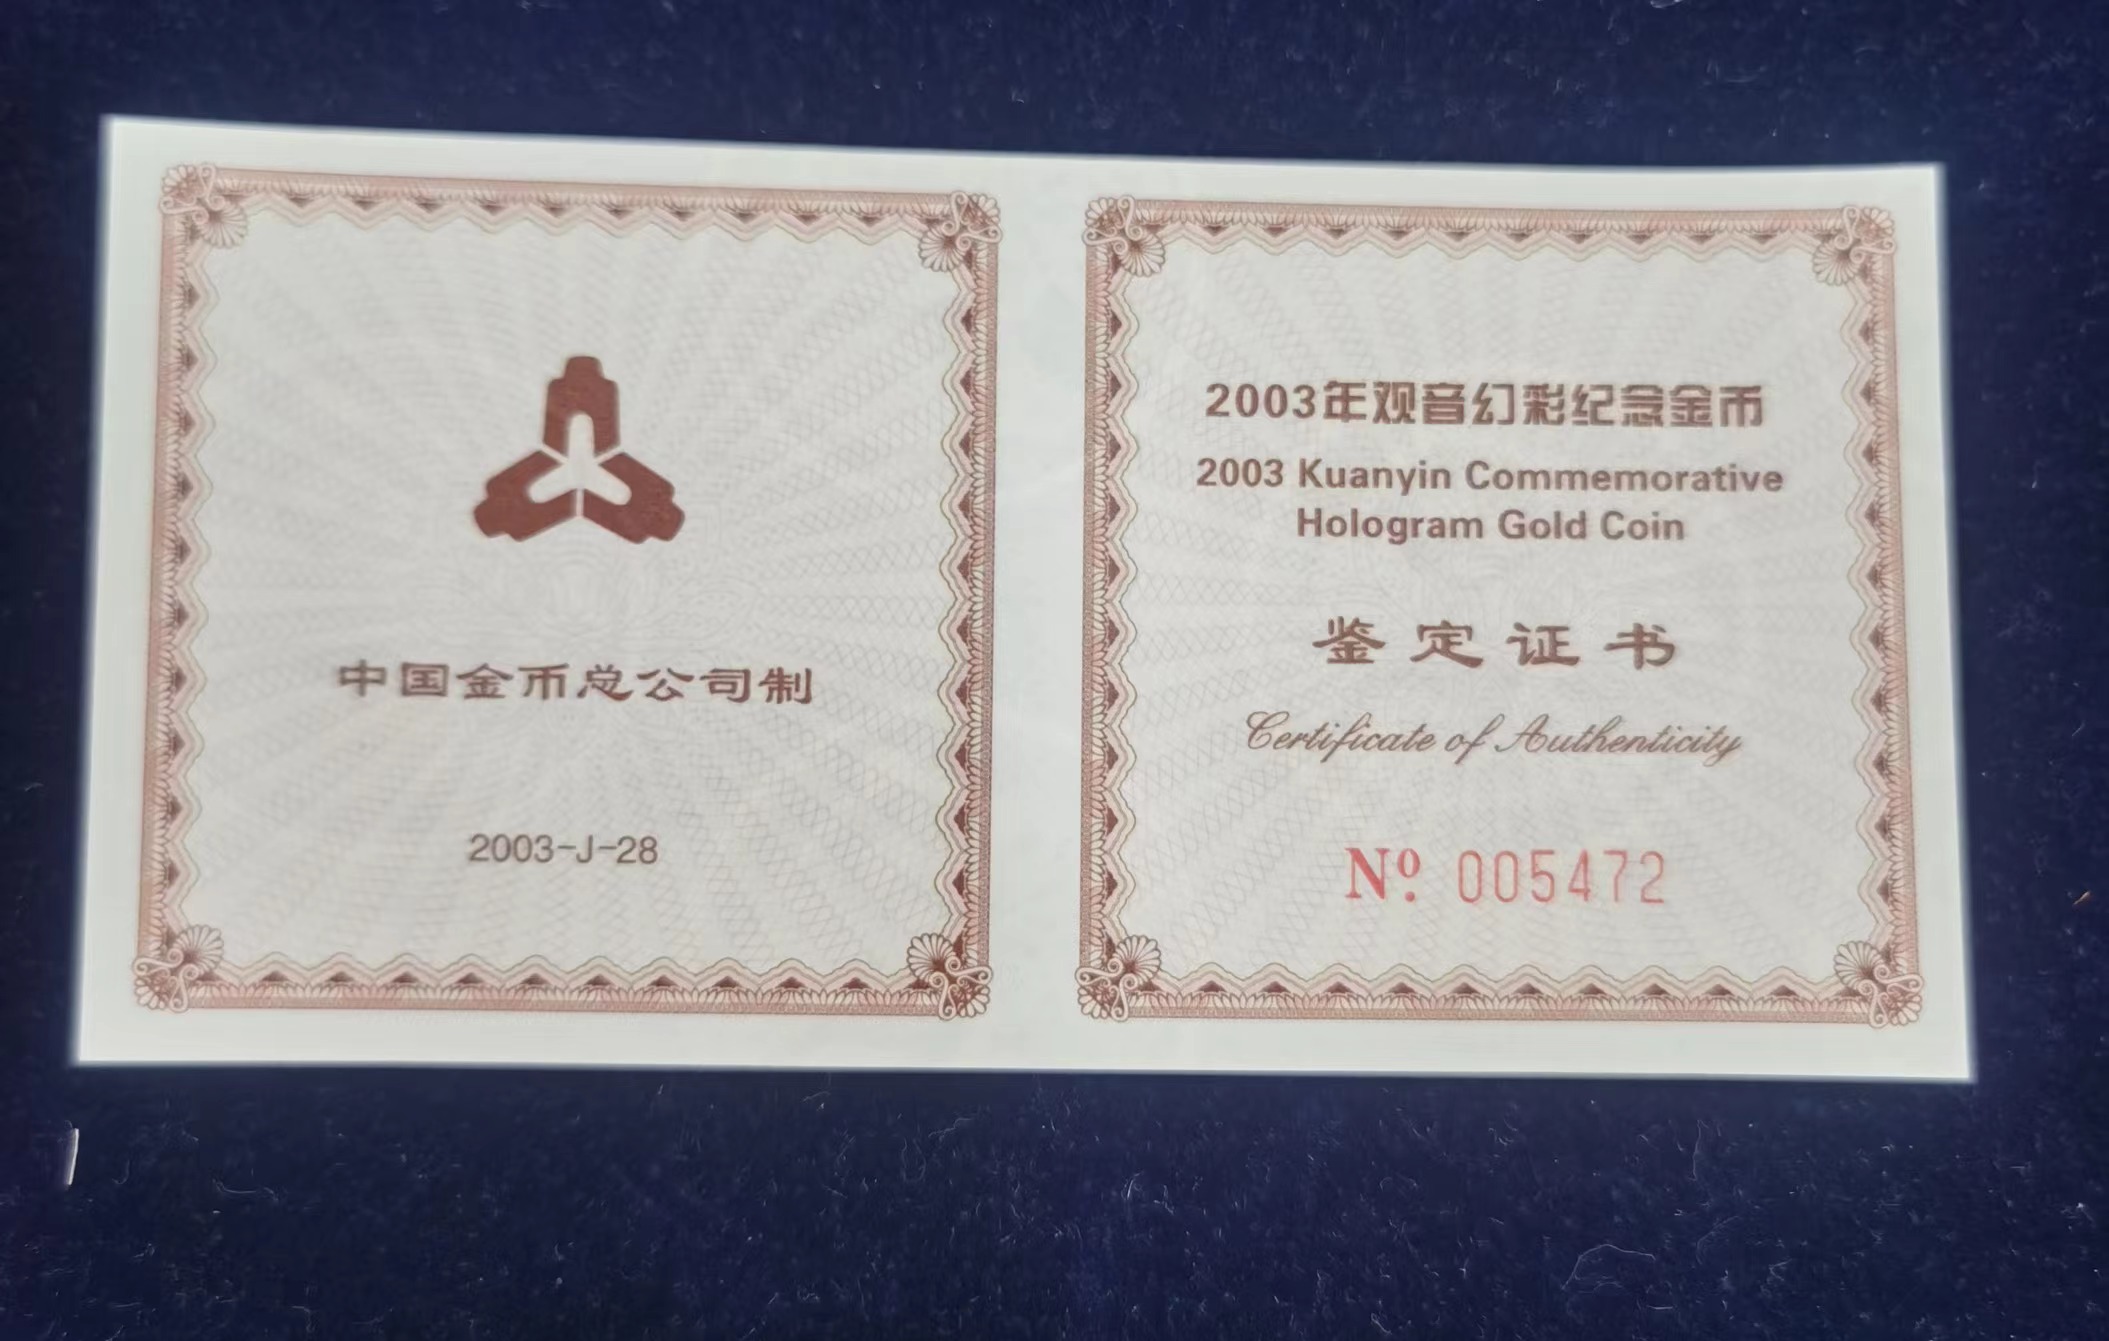 中国金币总公司制
2003-J-28
2003年观音幻彩纪念金币
2003 Kuanyin Commemorative
Hologram Gold Coin
鉴定证书
Certificate of Authenticity
Nº 005472